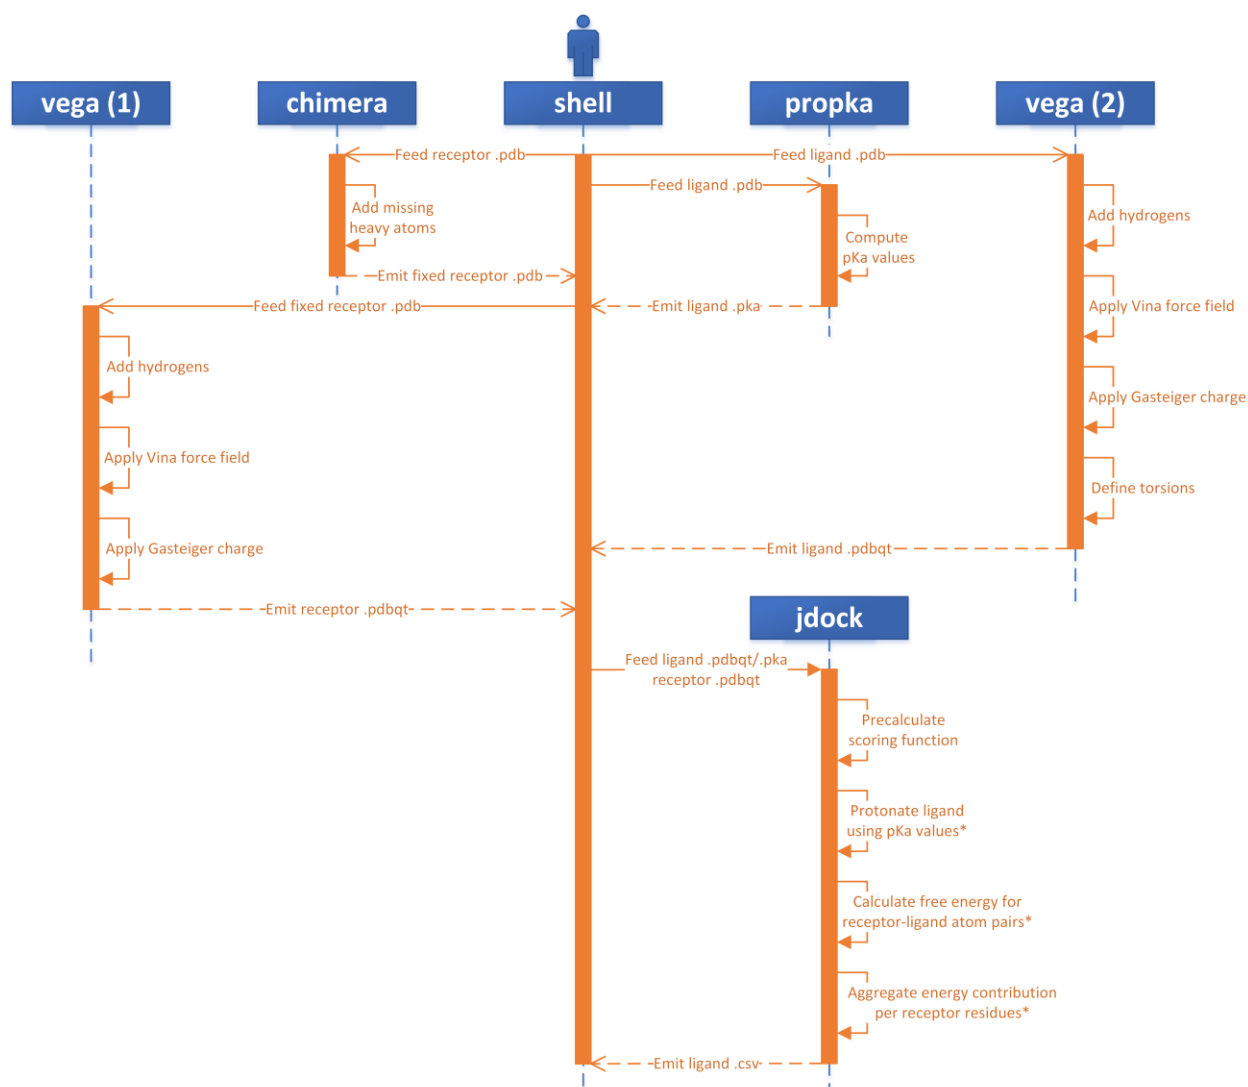 vega (1)
chimera
shell
propka
vega (2)
Feed receptor .pdb
Feed ligand .pdb
Feed ligand .pdb
Add missing
heavy atoms
Add hydrogens
Compute
pKa values
Emit fixed receptor .pdb
Feed fixed receptor .pdb
Emit ligand .pka
Apply Vina force field
Add hydrogens
Apply Gasteiger charge
Apply Vina force field
Define torsions
Apply Gasteiger charge
Emit ligand .pdbqt
Emit receptor .pdbqt
jdock
Feed ligand .pdbqt/.pka
receptor .pdbqt
Precalculate
scoring function
Protonate ligand
using pKa values*
Calculate free energy for
receptor-ligand atom pairs*
Aggregate energy contribution
per receptor residues*
Emit ligand .csv